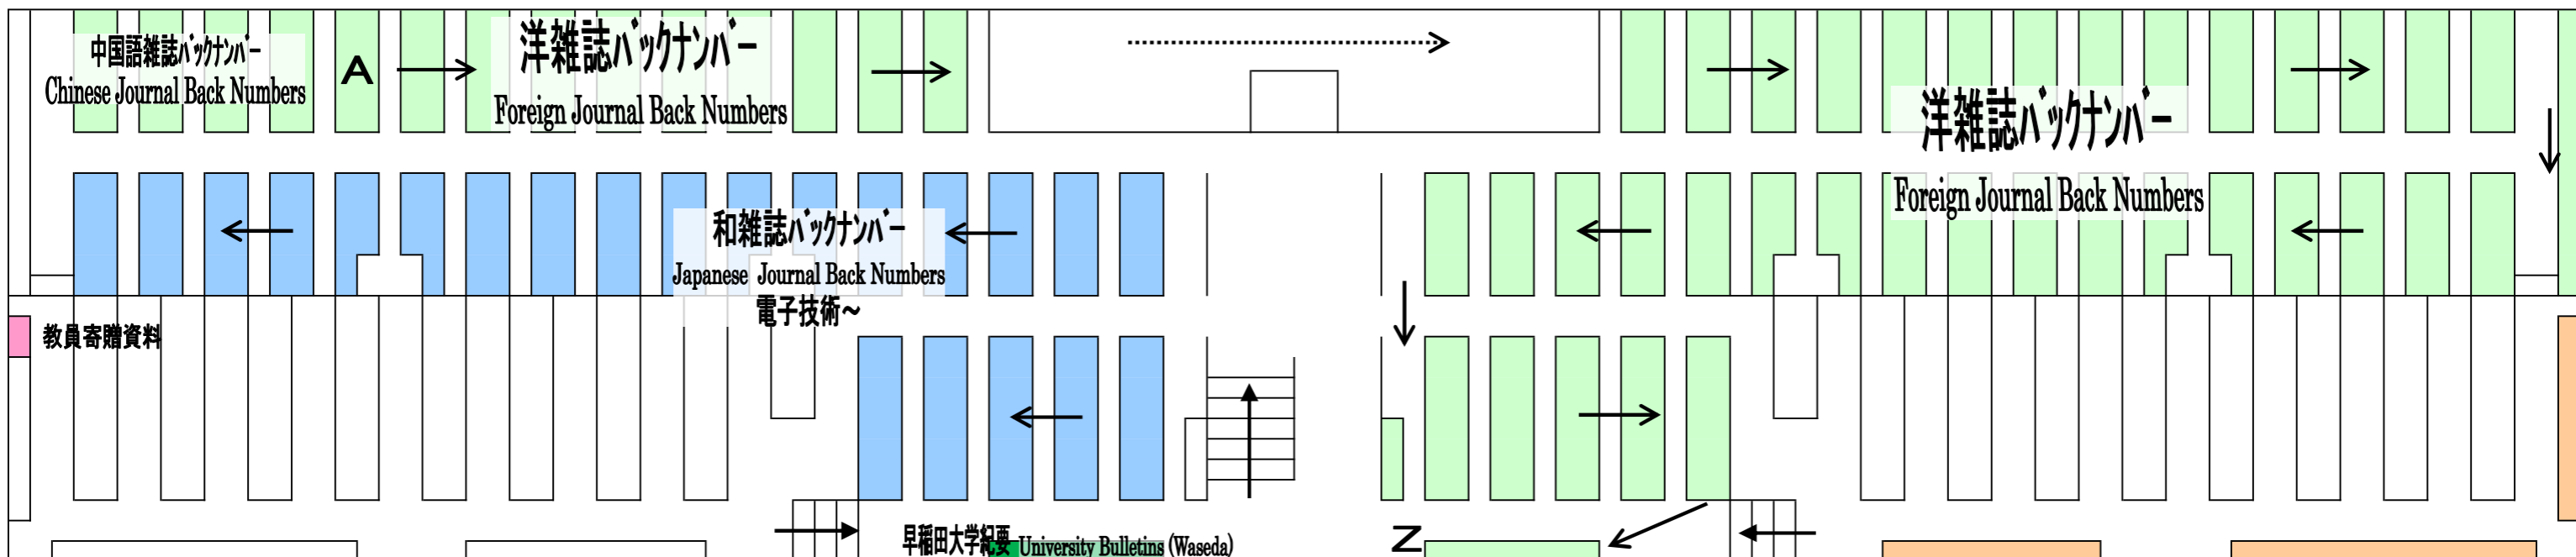 中国語雑誌バックナンバー
Chinese Journal Back Numbers
A
洋雑誌バックナンバー
Foreign Journal Back Numbers
洋雑誌バックナンバー
Foreign Journal Back Numbers
和雑誌バックナンバー
Japanese Journal Back Numbers
電子技術~
教員寄贈資料
早稲田大学紀要 University Bulletins (Waseda)
Z